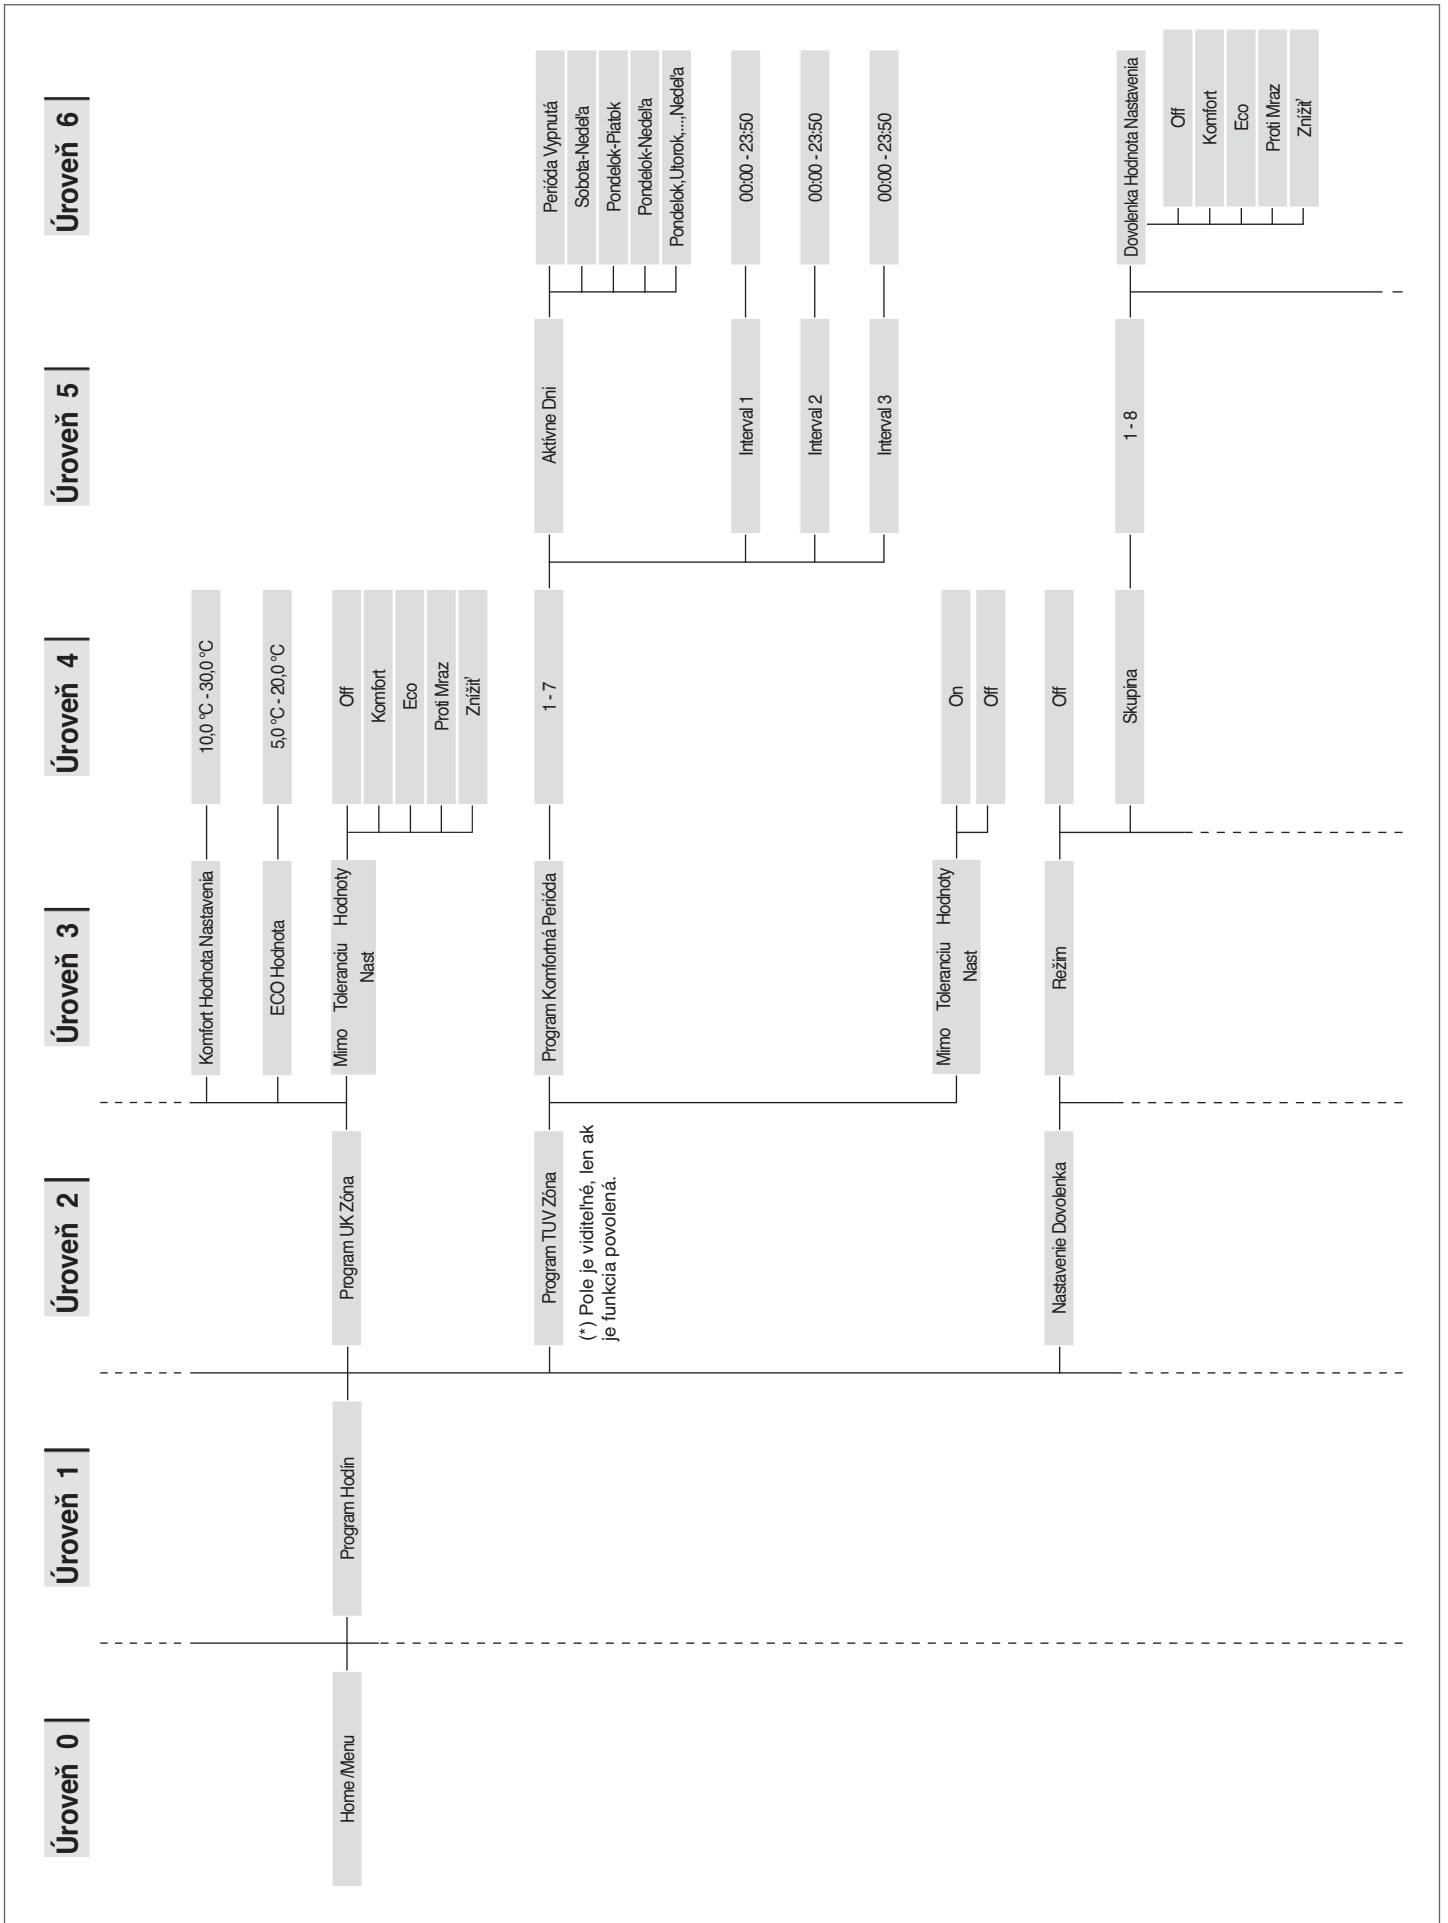 Úroveň 0
Úroveň 1
Úroveň 2
Úroveň 3
Úroveň 4
Úroveň 5
Úroveň 6
Komfort Hodnota Nastavenia
10,0 °C - 30,0 °C
ECO Hodnota
5,0 °C - 20,0 °C
Home /Menu
Program Hodín
Program UK Zóna
Mimo Toleranciu Hodnoty
Nast
Off
Komfort
Eco
Proti Mraz
Znížiť
Program TUV Zóna
(*) Pole je viditeľné, len ak
je funkcia povolená.
Program Komfortná Perióda
1 - 7
Aktívne Dni
Perióda Vypnutá
Sobota-Nedeľa
Pondelok-Piatok
Pondelok-Nedeľa
Pondelok,Utorok,...,Nedeľa
Interval 1
00:00 - 23:50
Interval 2
00:00 - 23:50
Interval 3
00:00 - 23:50
Mimo Toleranciu Hodnoty
Nast
On
Off
Nastavenie Dovolenka
Režim
Off
Skupina
1 - 8
Dovolenka Hodnota Nastavenia
Off
Komfort
Eco
Proti Mraz
Znížiť